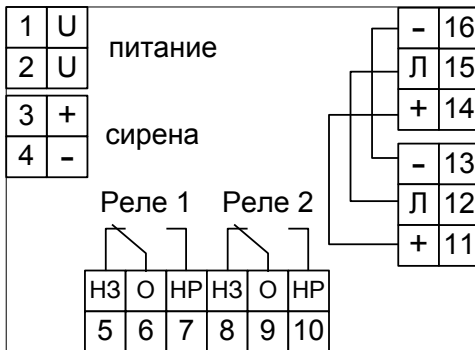 1 U
2 U
питание
3 +
4 -
сирена
- 16
Л 15
+ 14
- 13
Л 12
+ 11
Реле 1 Реле 2
НЗ О НР НЗ О НР
5 6 7 8 9 10